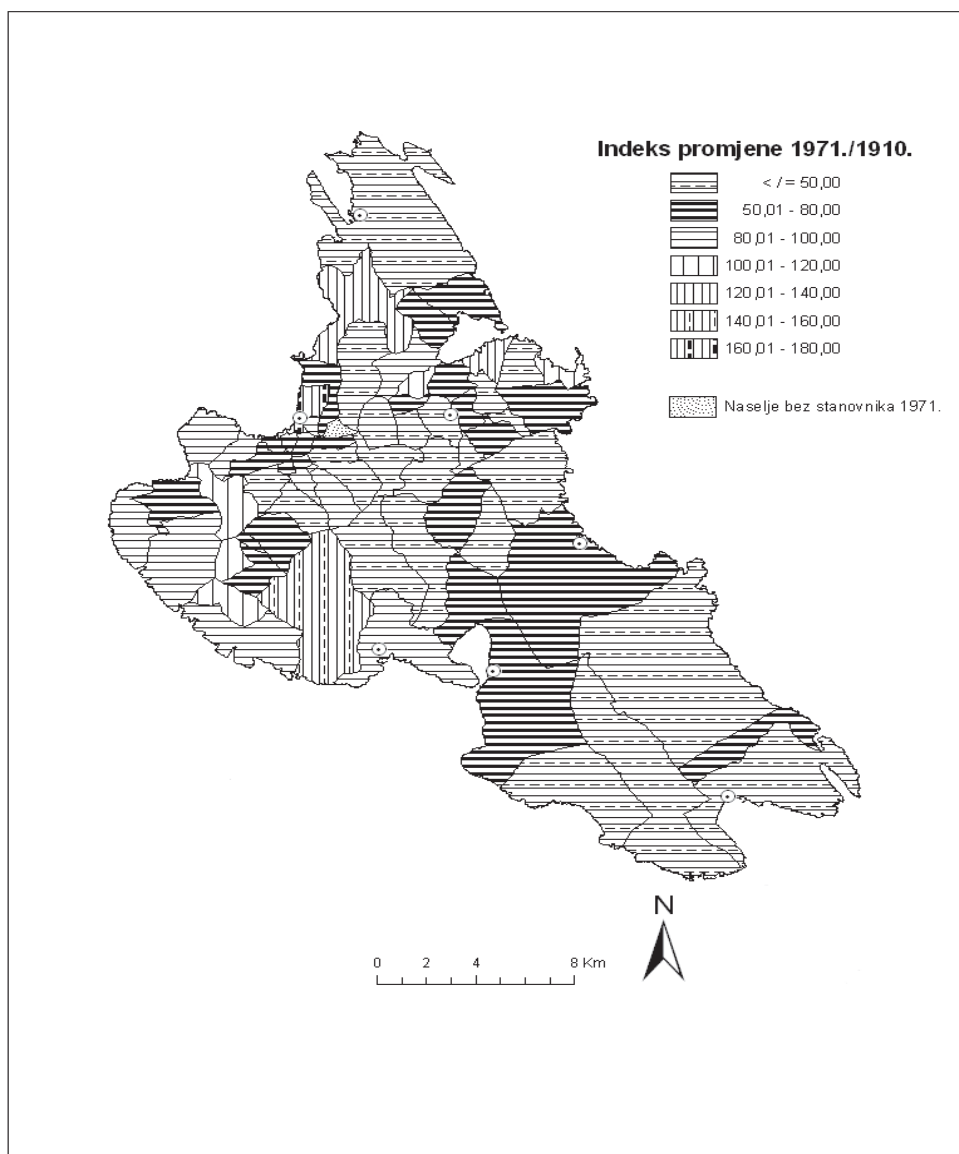 Indeks promjene 1971./1910.
< / = 50,00
50,01 - 80,00
80,01 - 100,00
100,01 - 120,00
120,01 - 140,00
140,01 - 160,00
160,01 - 180,00
Naselje bez stanovnika 1971.
N
0 2 4 8 Km